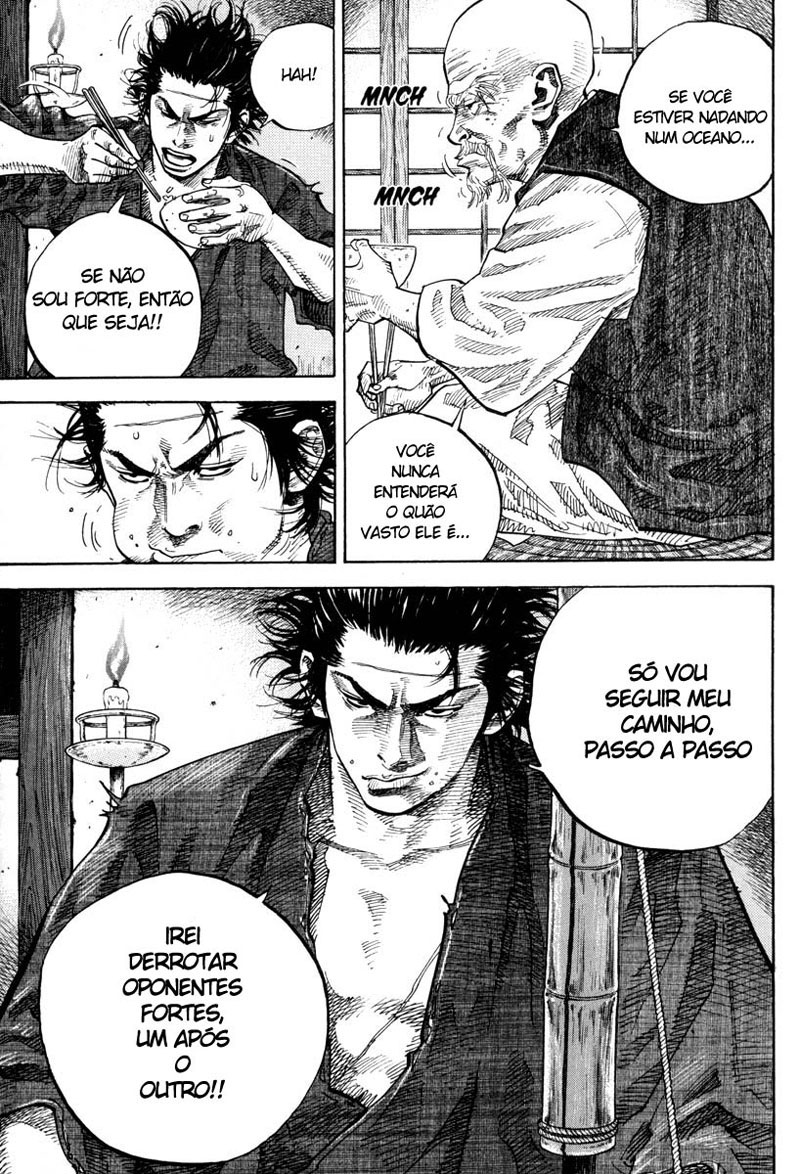 SE VOCÊ
ESTIVER NADANDO
NUM OCEANO...
MNCH
MNCH
VOCÊ
NUNCA
ENTENDERÁ
O QUÃO
VASTO ELE É...
HAH!
SE NÃO
SOU FORTE, ENTÃO
QUE SEJA!!
SÓ VOU
SEGUIR MEU
CAMINHO,
PASSO A PASSO
IREI
DERROTAR
OPONENTES
FORTES,
UM APÓS
O
OUTRO!!